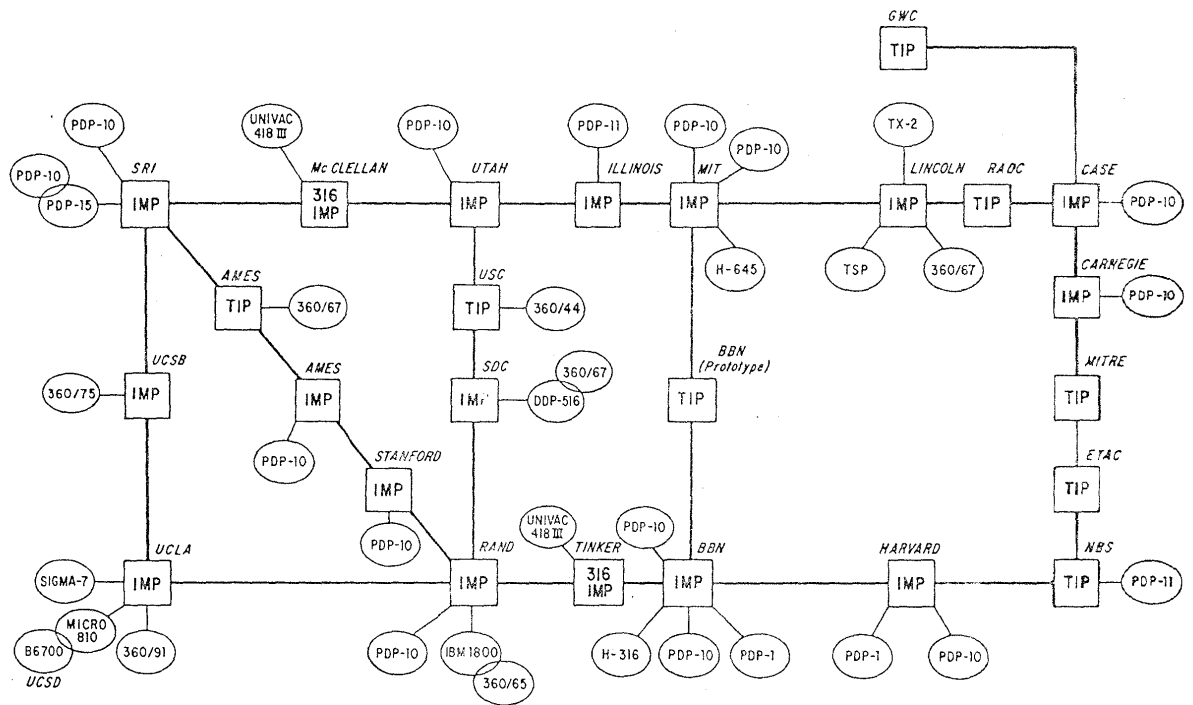 GWC
TIP
PDP-10
UNIVAC
418 III
PDP-10
PDP-11
PDP-10
PDP-10
TX-2
SRI
McCLELLAN
UTAH
ILLINOIS
MIT
LINCOLN
RADC
CASE
PDP-10
PDP-15
IMP
316
IMP
IMP
IMP
IMP
IMP
TIP
IMP
PDP-10
H-645
TSP
360/67
AMES
TIP
360/67
USC
TIP
360/44
CARNEGIE
IMP
PDP-10
UCSB
360/75
IMP
AMES
IMP
PDP-10
SDC
IMP
360/67
DDP-516
BBN
(Prototype)
TIP
MITRE
TIP
STANFORD
IMP
PDP-10
ETAC
TIP
UCLA
SIGMA-7
IMP
MICRO
810
B6700
UCSD
360/91
RAND
IMP
PDP-10
IBM 1800
360/65
UNIVAC
418 III
TINKER
316
IMP
PDP-10
BBN
IMP
H-316
PDP-10
PDP-1
HARVARD
IMP
PDP-1
PDP-10
NBS
TIP
PDP-11